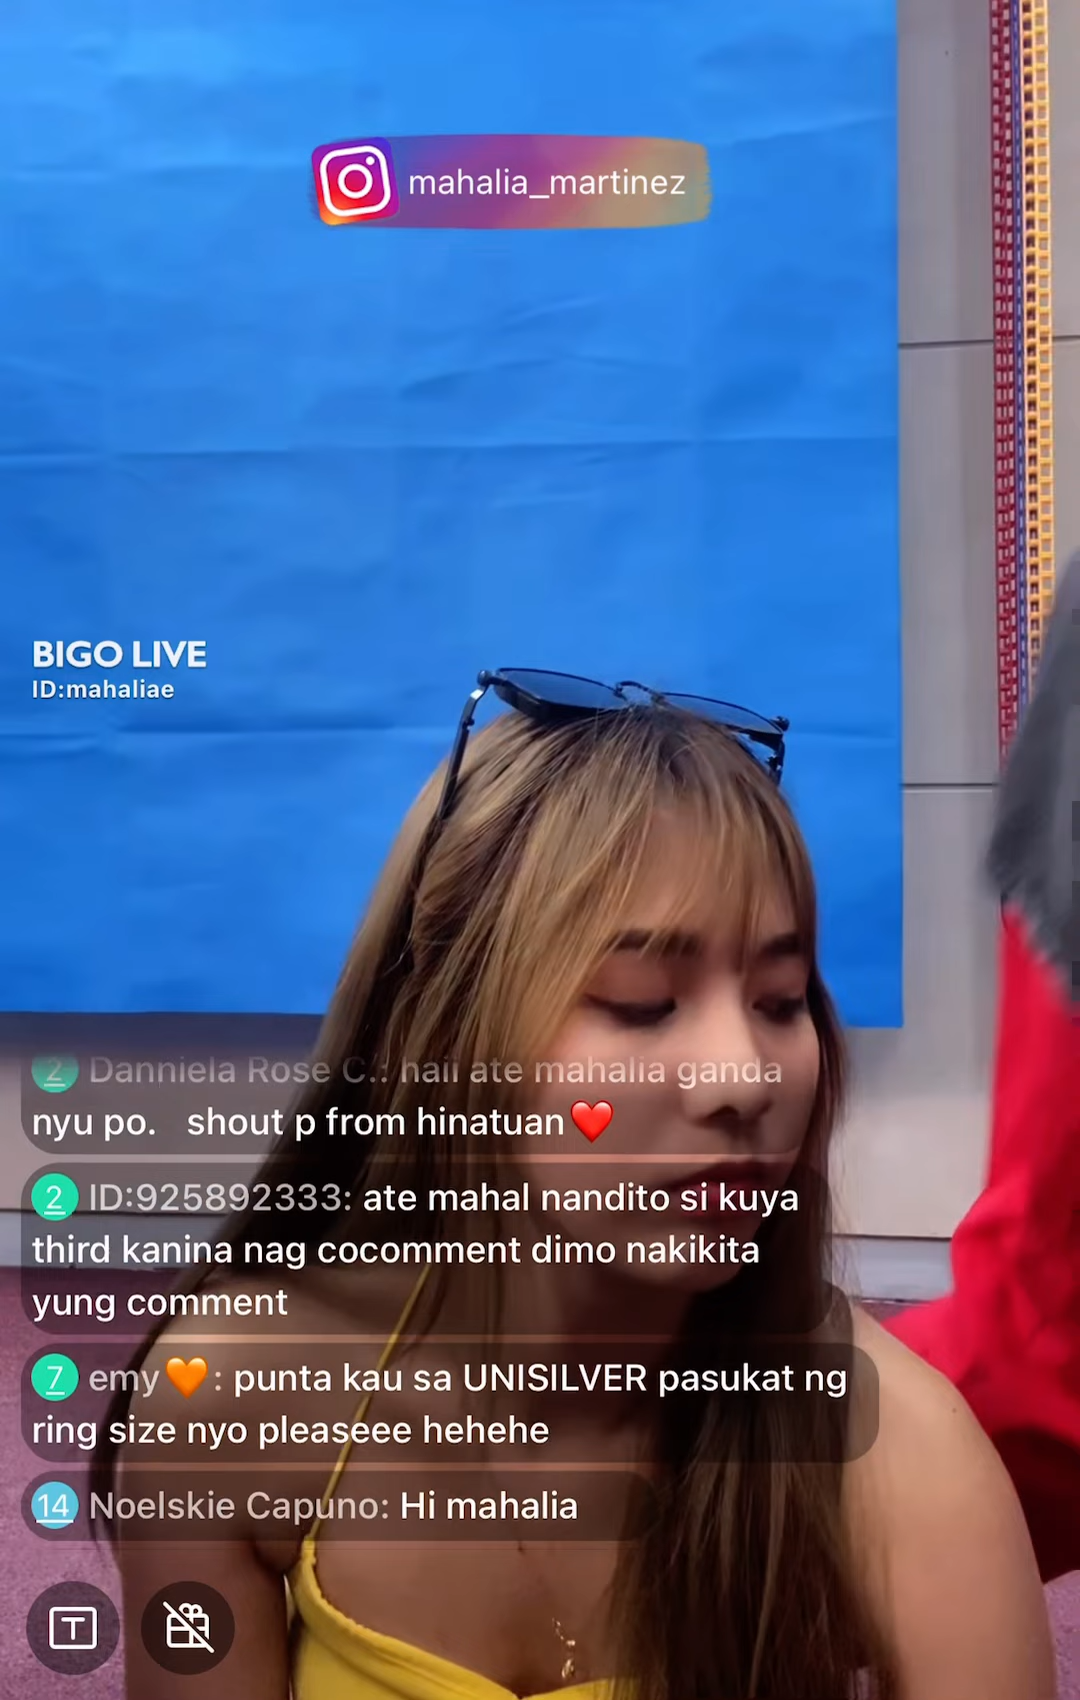 mahalia_martinez
BIGO LIVE
ID:mahaliae
2 Danniela Rose C.: haii ate mahalia ganda
nyu po. shout p from hinatuan❤️
2 ID:925892333: ate mahal nandito si kuya
third kanina nag cocomment dimo nakikita
yung comment
7 emy🧡: punta kau sa UNISILVER pasukat ng
ring size nyo pleaseee hehehe
14 Noelskie Capuno: Hi mahalia
T